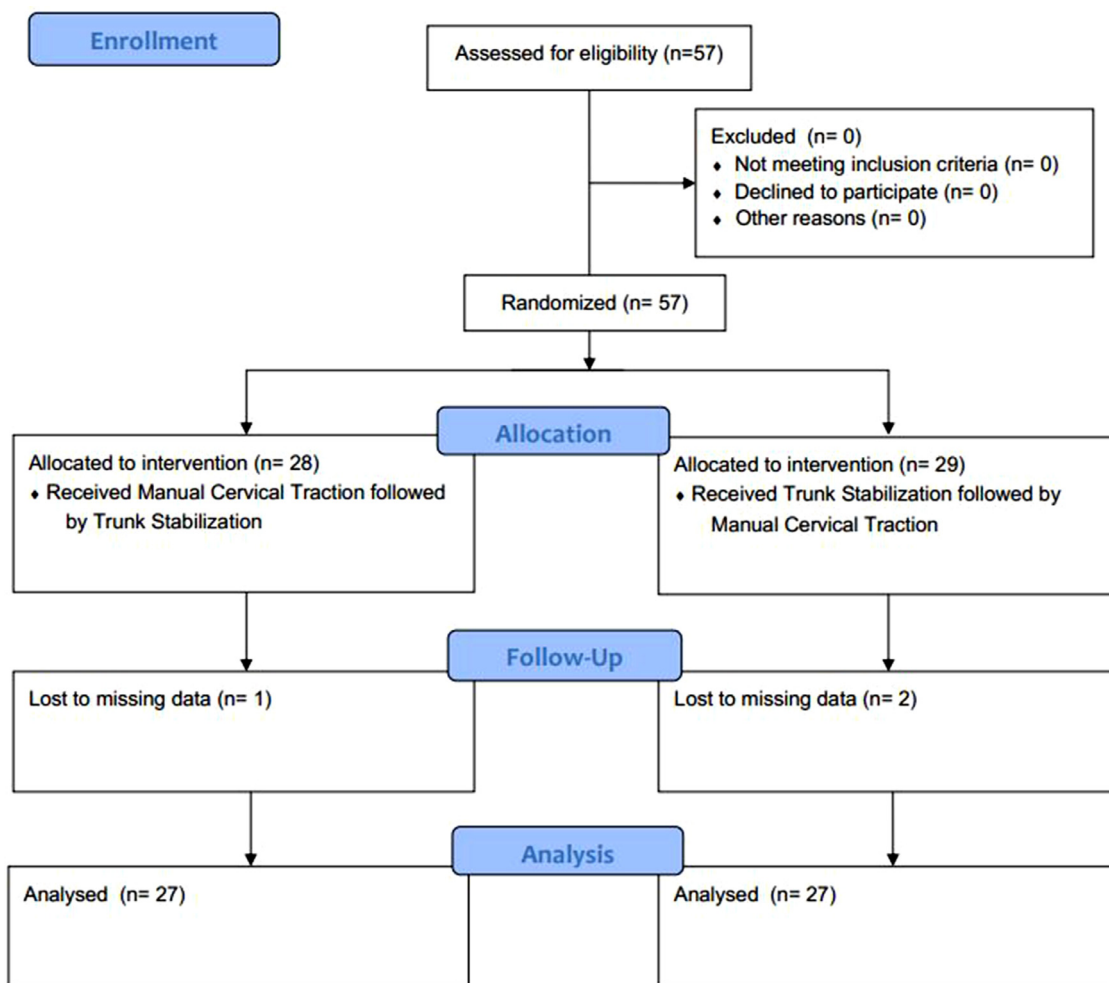 Enrollment
Assessed for eligibility (n=57)
Excluded (n= 0)
♦ Not meeting inclusion criteria (n= 0)
♦ Declined to participate (n= 0)
♦ Other reasons (n= 0)
Randomized (n= 57)
Allocation
Allocated to intervention (n= 28)
♦ Received Manual Cervical Traction followed
by Trunk Stabilization
Allocated to intervention (n= 29)
♦ Received Trunk Stabilization followed by
Manual Cervical Traction
Follow-Up
Lost to missing data (n= 1)
Lost to missing data (n= 2)
Analysis
Analysed (n= 27)
Analysed (n= 27)